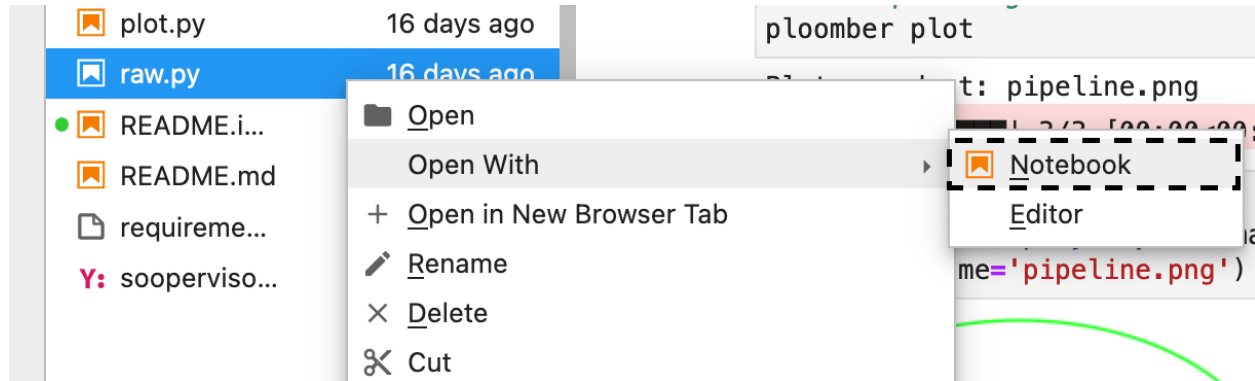 plot.py 16 days ago
raw.py 16 days ago
README.i...
README.md
requireme...
Y: sooperviso...
Open
Open With
Open in New Browser Tab
Rename
Delete
Cut
Notebook
Editor
ploomber plot
t: pipeline.png
me='pipeline.png')